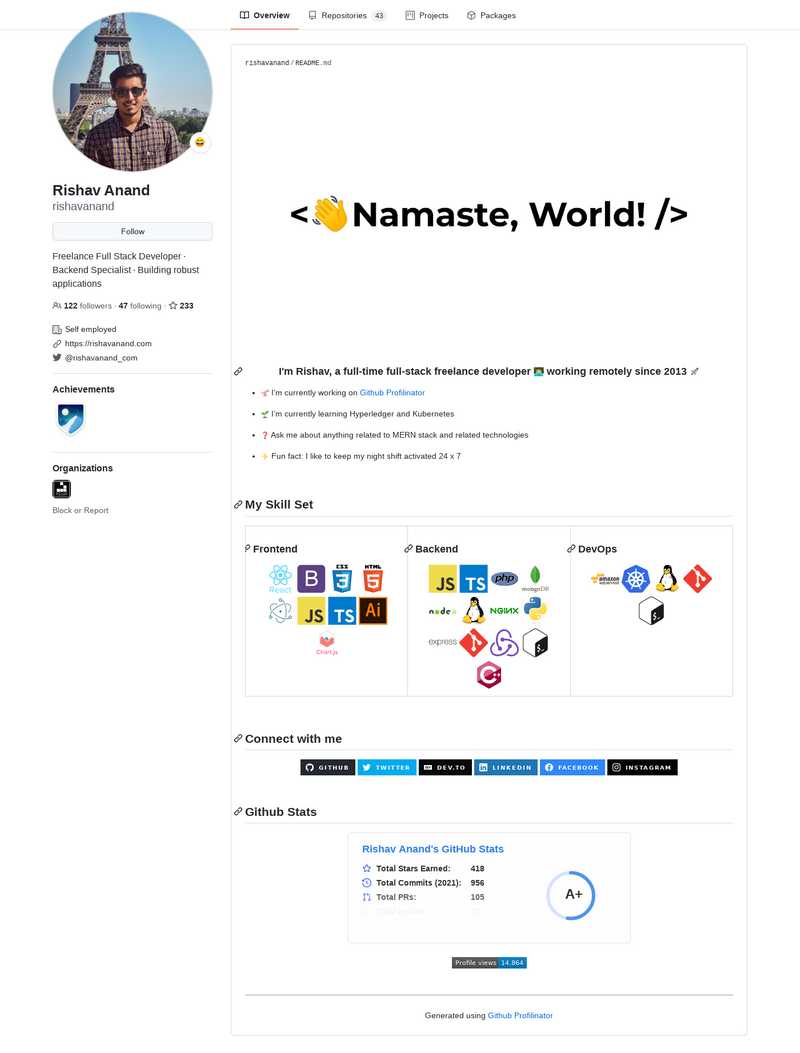 Overview
Repositories 43
Projects
Packages
Rishav Anand
rishavanand
Follow
Freelance Full Stack Developer ·
Backend Specialist · Building robust
applications
122 followers · 47 following · 233
Self employed
https://rishavanand.com
@rishavanand_com
Achievements
Organizations
Block or Report
rishavanand / README.md
< Namaste, World! />
I'm Rishav, a full-time full-stack freelance developer working remotely since 2013
I'm currently working on Github Profilinator
I'm currently learning Hyperledger and Kubernetes
Ask me about anything related to MERN stack and related technologies
Fun fact: I like to keep my night shift activated 24 x 7
My Skill Set
Frontend
React
B
CSS
3
HTML
5
JS
TS
Ai
Chart.js
Backend
JS
TS
php
mongoDB
node
NGINX
express
$_
C
DevOps
amazon
webservices
$_
Connect with me
GITHUB
TWITTER
DEV.TO
LINKEDIN
FACEBOOK
INSTAGRAM
Github Stats
Rishav Anand's GitHub Stats
Total Stars Earned: 418
Total Commits (2021): 956
Total PRs: 105
A+
Profile views 14,864
Generated using Github Profilinator